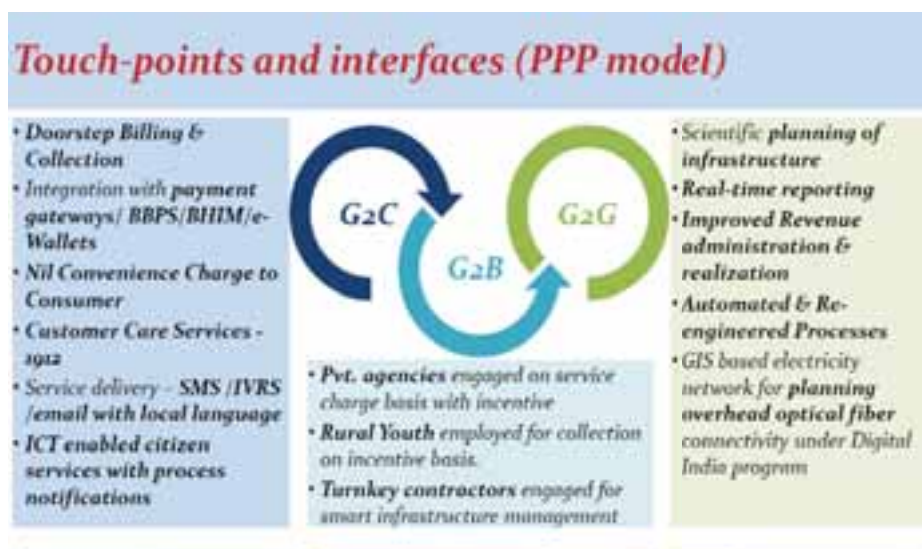 Touch-points and interfaces (PPP model)
• Doorstep Billing &
Collection
• Integration with payment
gateways/ BBPS/BHIM/e-
Wallets
• Nil Convenience Charge to
Consumer
• Customer Care Services -
1912
• Service delivery – SMS /IVRS
/email with local language
• ICT enabled citizen
services with process
notifications
G2C
G2B
G2G
• Pvt. agencies engaged on service
charge basis with incentive
• Rural Youth employed for collection
on incentive basis.
• Turnkey contractors engaged for
smart infrastructure management
• Scientific planning of
infrastructure
• Real-time reporting
• Improved Revenue
administration &
realization
• Automated & Re-
engineered Processes
• GIS based electricity
network for planning
overhead optical fiber
connectivity under Digital
India program